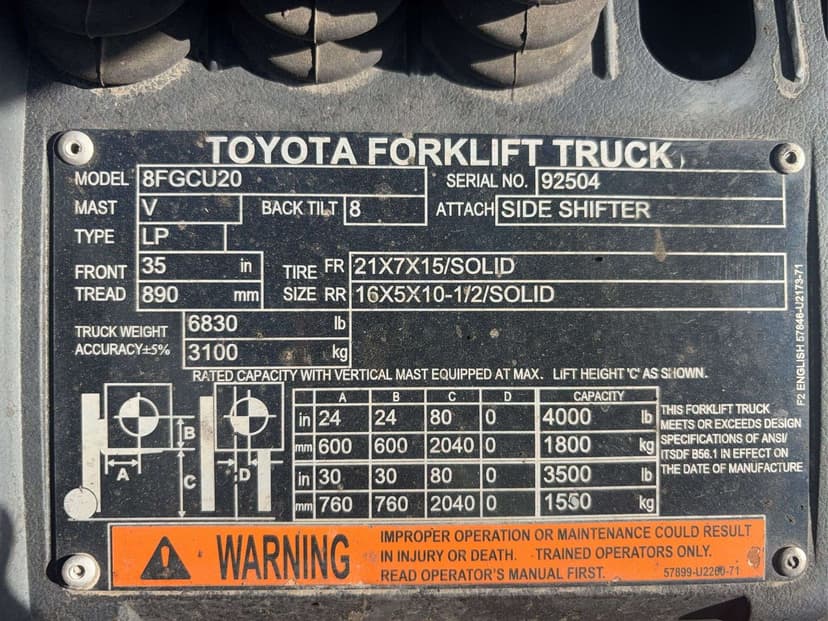 TOYOTA FORKLIFT TRUCK
MODEL 8FGCU20 SERIAL NO. 92504
MAST V BACK TILT 8 ATTACH SIDE SHIFTER
TYPE LP
FRONT 35 in TIRE FR 21X7X15/SOLID
TREAD 890 mm SIZE RR 16X5X10-1/2/SOLID
TRUCK WEIGHT 6830 lb
ACCURACY±5% 3100 kg
RATED CAPACITY WITH VERTICAL MAST EQUIPPED AT MAX. LIFT HEIGHT 'C' AS SHOWN.
A B C D CAPACITY
in 24 24 80 0 4000 lb
mm 600 600 2040 0 1800 kg
in 30 30 80 0 3500 lb
mm 760 760 2040 0 1550 kg
A B C D
THIS FORKLIFT TRUCK
MEETS OR EXCEEDS DESIGN
SPECIFICATIONS OF ANSI/
ITSDF B56.1 IN EFFECT ON
THE DATE OF MANUFACTURE
F2 ENGLISH 57846-U2173-71
WARNING
IMPROPER OPERATION OR MAINTENANCE COULD RESULT
IN INJURY OR DEATH. TRAINED OPERATORS ONLY.
READ OPERATOR'S MANUAL FIRST. 57899-U2200-71